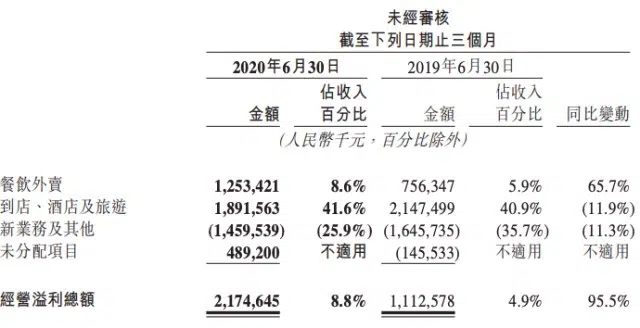 未經審核
截至下列日期止三個月
2020年6月30日 2019年6月30日
佔收入 佔收入
金額 百分比 金額 百分比 同比變動
(人民幣千元，百分比除外)
餐飲外賣 1,253,421 8.6% 756,347 5.9% 65.7%
到店、酒店及旅遊 1,891,563 41.6% 2,147,499 40.9% (11.9%)
新業務及其他 (1,459,539) (25.9%) (1,645,735) (35.7%) (11.3%)
未分配項目 489,200 不適用 (145,533) 不適用 不適用
經營溢利總額 2,174,645 8.8% 1,112,578 4.9% 95.5%